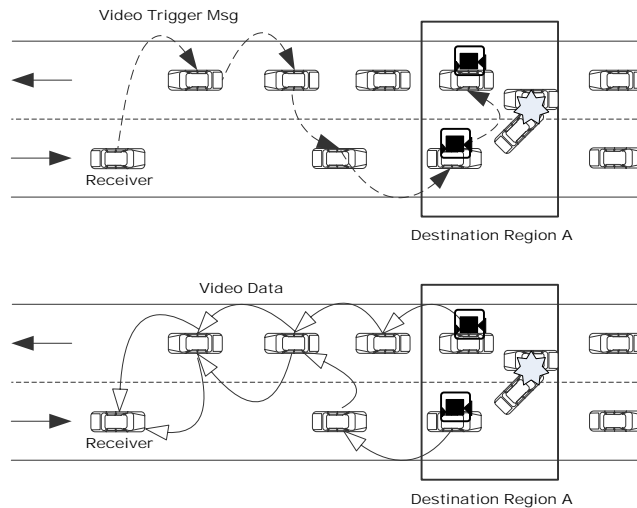 Video Trigger Msg
Receiver
Destination Region A
Video Data
Receiver
Destination Region A